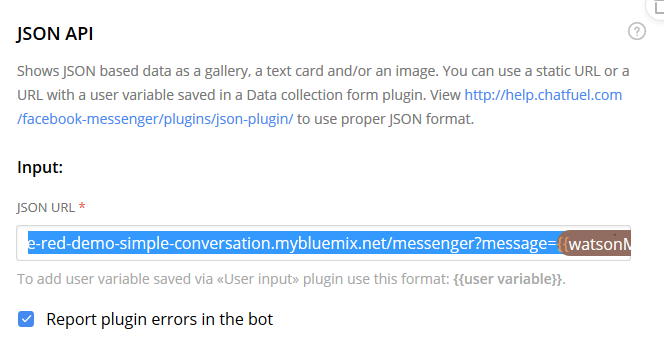 JSON API
Shows JSON based data as a gallery, a text card and/or an image. You can use a static URL or a
URL with a user variable saved in a Data collection form plugin. View http://help.chatfuel.com
/facebook-messenger/plugins/json-plugin/ to use proper JSON format.
Input:
JSON URL *
e-red-demo-simple-conversation.mybluemix.net/messenger?message={{watsonM
To add user variable saved via «User input» plugin use this format: {{user variable}}.
Report plugin errors in the bot